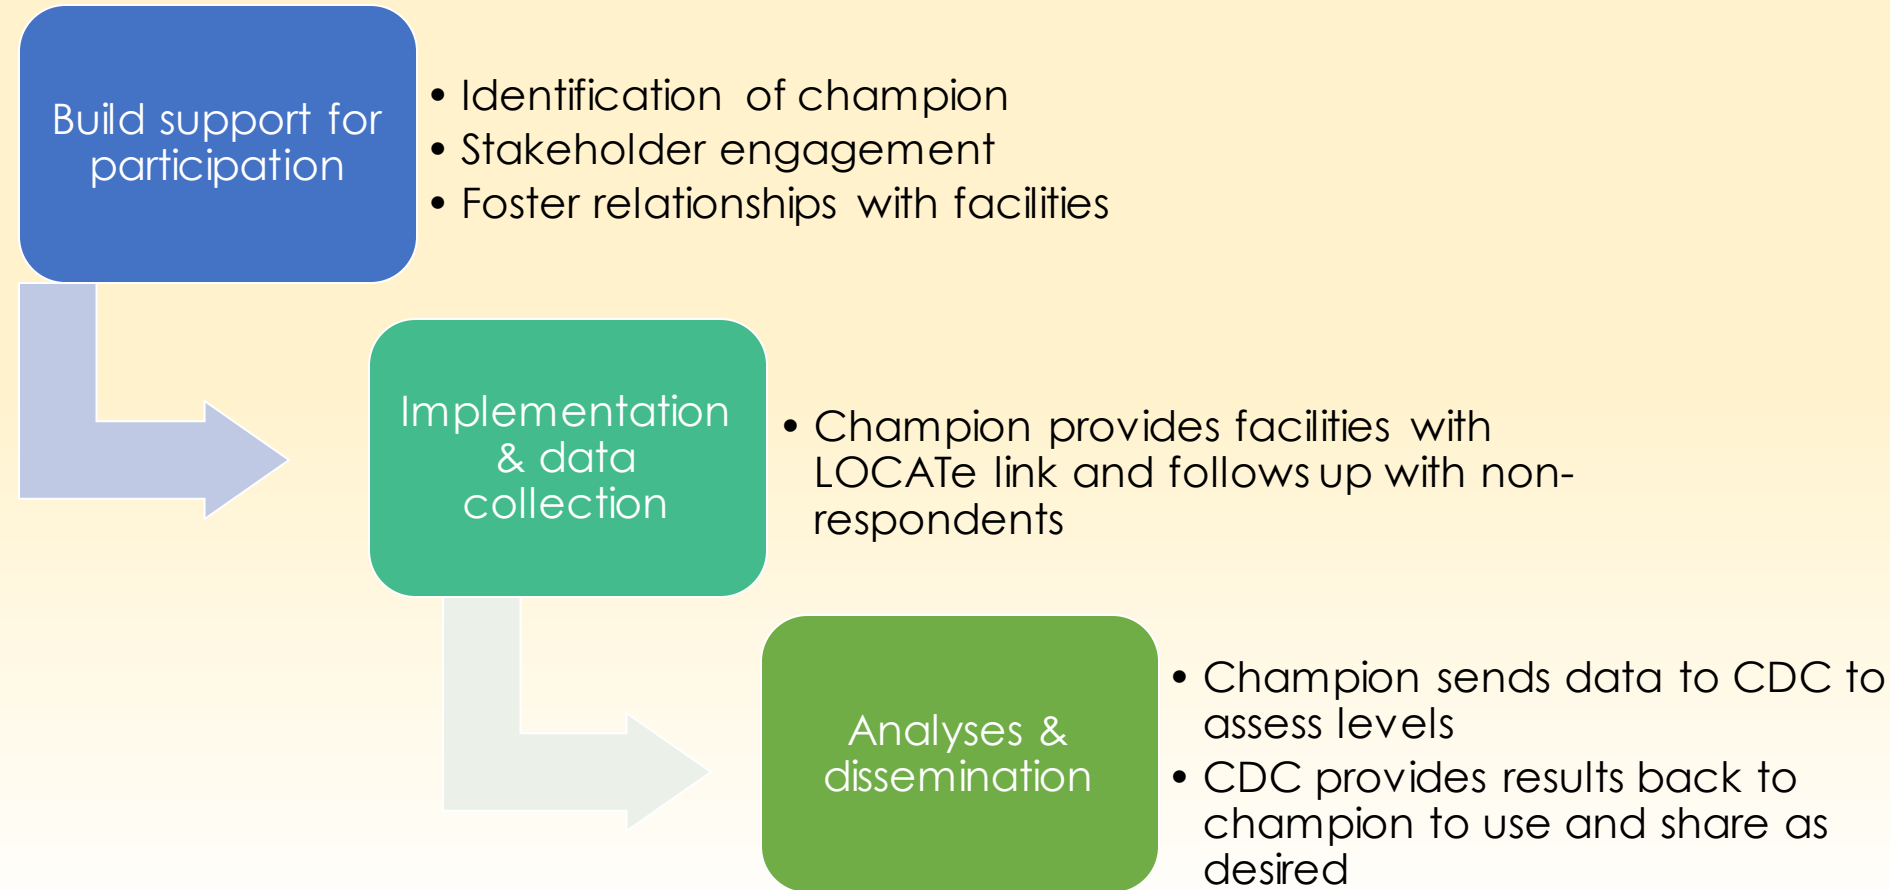 Build support for
participation
• Identification of champion
• Stakeholder engagement
• Foster relationships with facilities
Implementation
& data
collection
• Champion provides facilities with
LOCATe link and follows up with non-
respondents
Analyses &
dissemination
• Champion sends data to CDC to
assess levels
• CDC provides results back to
champion to use and share as
desired